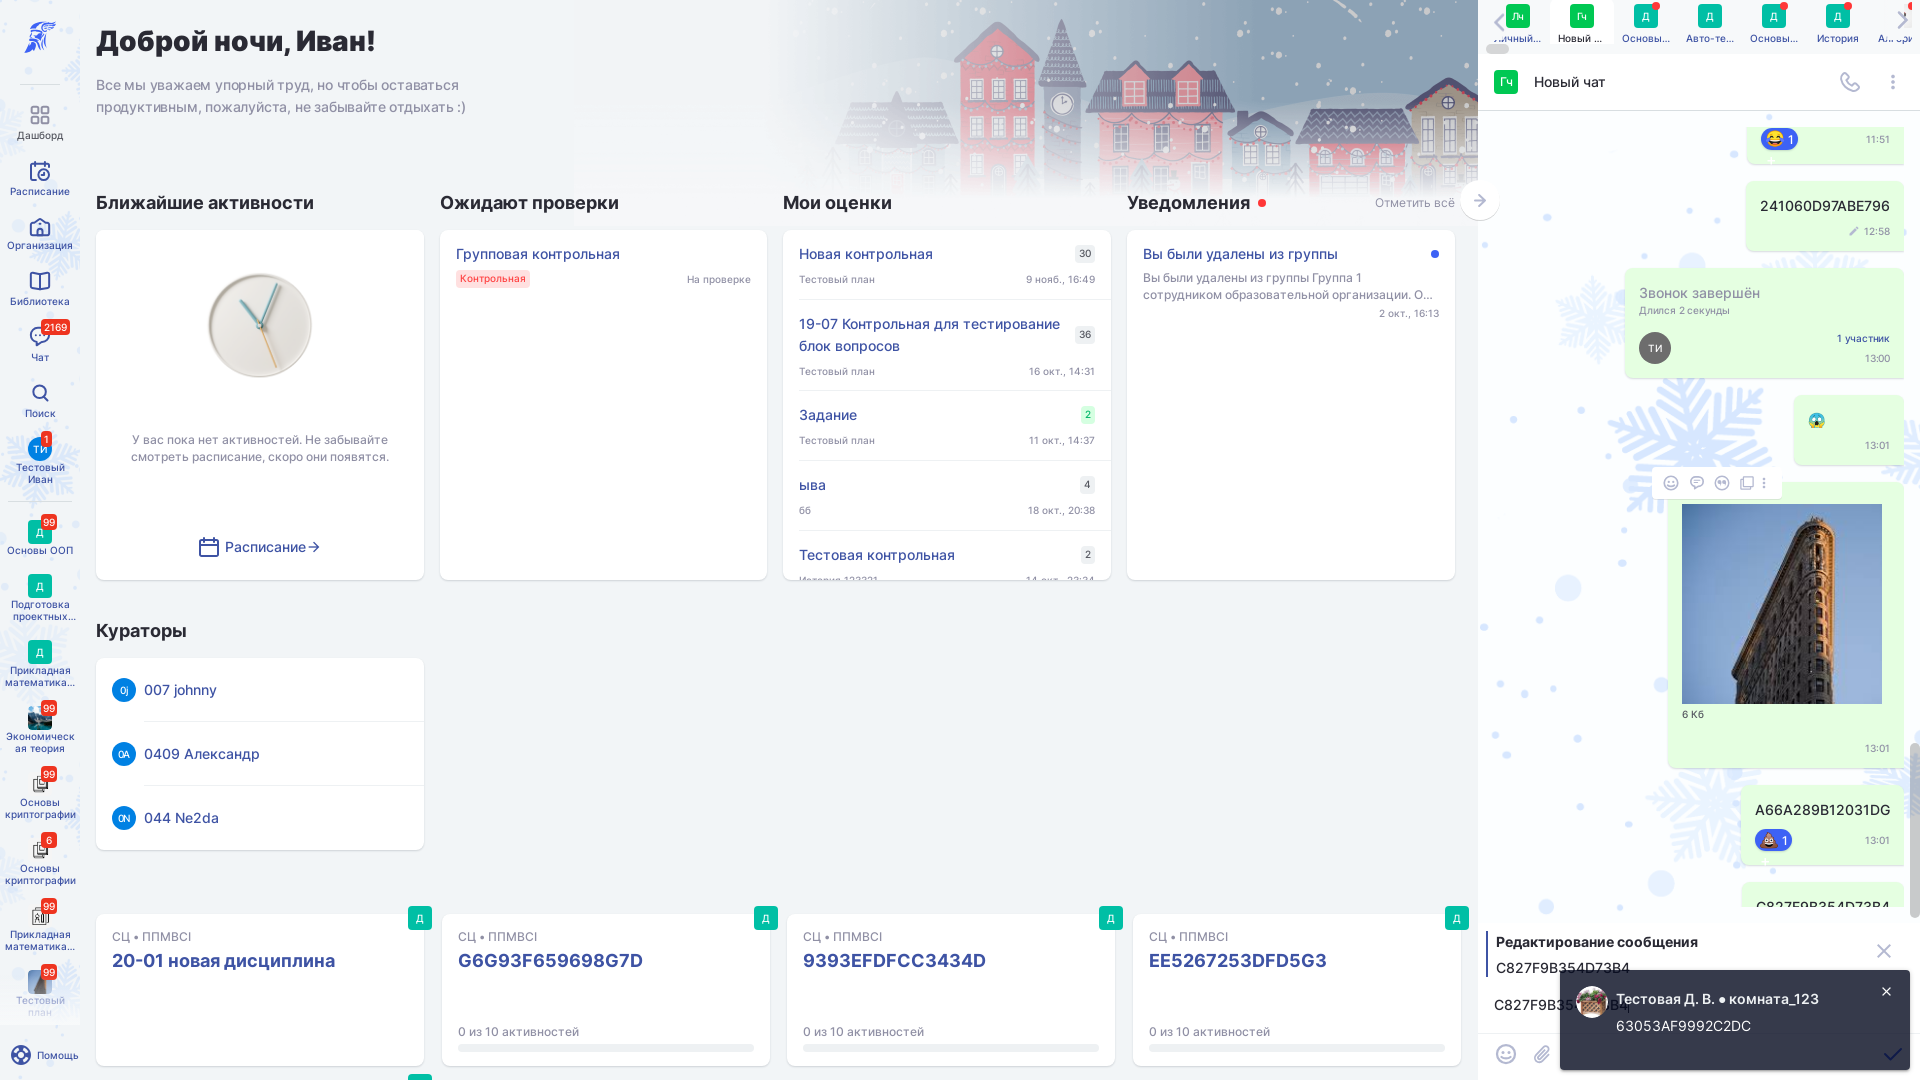 Дашборд
Расписание
Организация
Библиотека
2169
Чат
Поиск
ТИ
1
Тестовый
Иван
Д
99
Основы ООП
Д
Подготовка
проектных...
Д
Прикладная
математика...
99
Экономическ
ая теория
99
Основы
криптографии
6
Основы
криптографии
99
Прикладная
математика...
99
Тестовый
план
Помощь
Доброй ночи, Иван!
Все мы уважаем упорный труд, но чтобы оставаться
продуктивным, пожалуйста, не забывайте отдыхать :)
Ближайшие активности
У вас пока нет активностей. Не забывайте
смотреть расписание, скоро они появятся.
Расписание
Ожидают проверки
Групповая контрольная
Контрольная
На проверке
Мои оценки
Новая контрольная
30
Тестовый план
9 нояб., 16:49
19-07 Контрольная для тестирование
блок вопросов
36
Тестовый план
16 окт., 14:31
Задание
2
Тестовый план
11 окт., 14:37
ыва
4
бб
18 окт., 20:38
Тестовая контрольная
2
История 123321
14 окт., 23:34
Уведомления
Отметить всё
Вы были удалены из группы
Вы были удалены из группы Группа 1
сотрудником образовательной организации. О...
2 окт., 16:13
Кураторы
0j
007 johnny
0А
0409 Александр
0N
044 Ne2da
Д
СЦ • ППМВСI
20-01 новая дисциплина
Д
СЦ • ППМВСI
G6G93F659698G7D
0 из 10 активностей
Д
СЦ • ППМВСI
9393EFDFCC3434D
0 из 10 активностей
Д
СЦ • ППМВСI
EE5267253DFD5G3
0 из 10 активностей
Лч
Личный...
Гч
Новый ...
Д
Основы...
Д
Авто-те...
Д
Основы...
Д
История
Гч
Новый чат
1
11:51
241060D97ABE796
12:58
Звонок завершён
Длился 2 секунды
ТИ
1 участник
13:00
13:01
6 Кб
13:01
A66A289B12031DG
1
13:01
C827F9B354D73B4
Редактирование сообщения
C827F9B354D73B4
Тестовая Д. В. • комната_123
63053AF9992C2DC